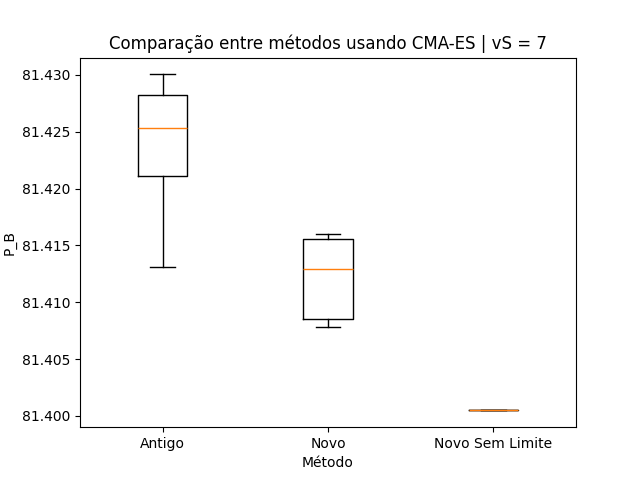 Comparação entre métodos usando CMA-ES | vS = 7
P_B
81.430
81.425
81.420
81.415
81.410
81.405
81.400
Antigo
Novo
Novo Sem Limite
Método